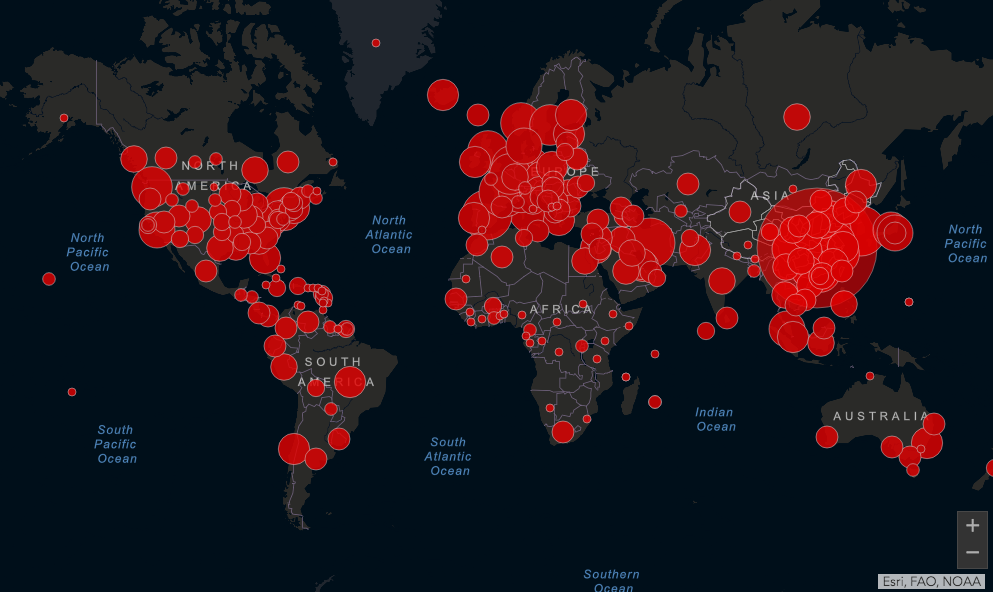 NORTH
AMERICA
OPE
ASIA
North
Atlantic
Ocean
North
Pacific
Ocean
North
Pacific
Ocean
AFRICA
SOUTH
AMERICA
AUSTRALIA
Indian
Ocean
South
Pacific
Ocean
South
Atlantic
Ocean
+
−
Southern
Ocean
Esri, FAO, NOAA